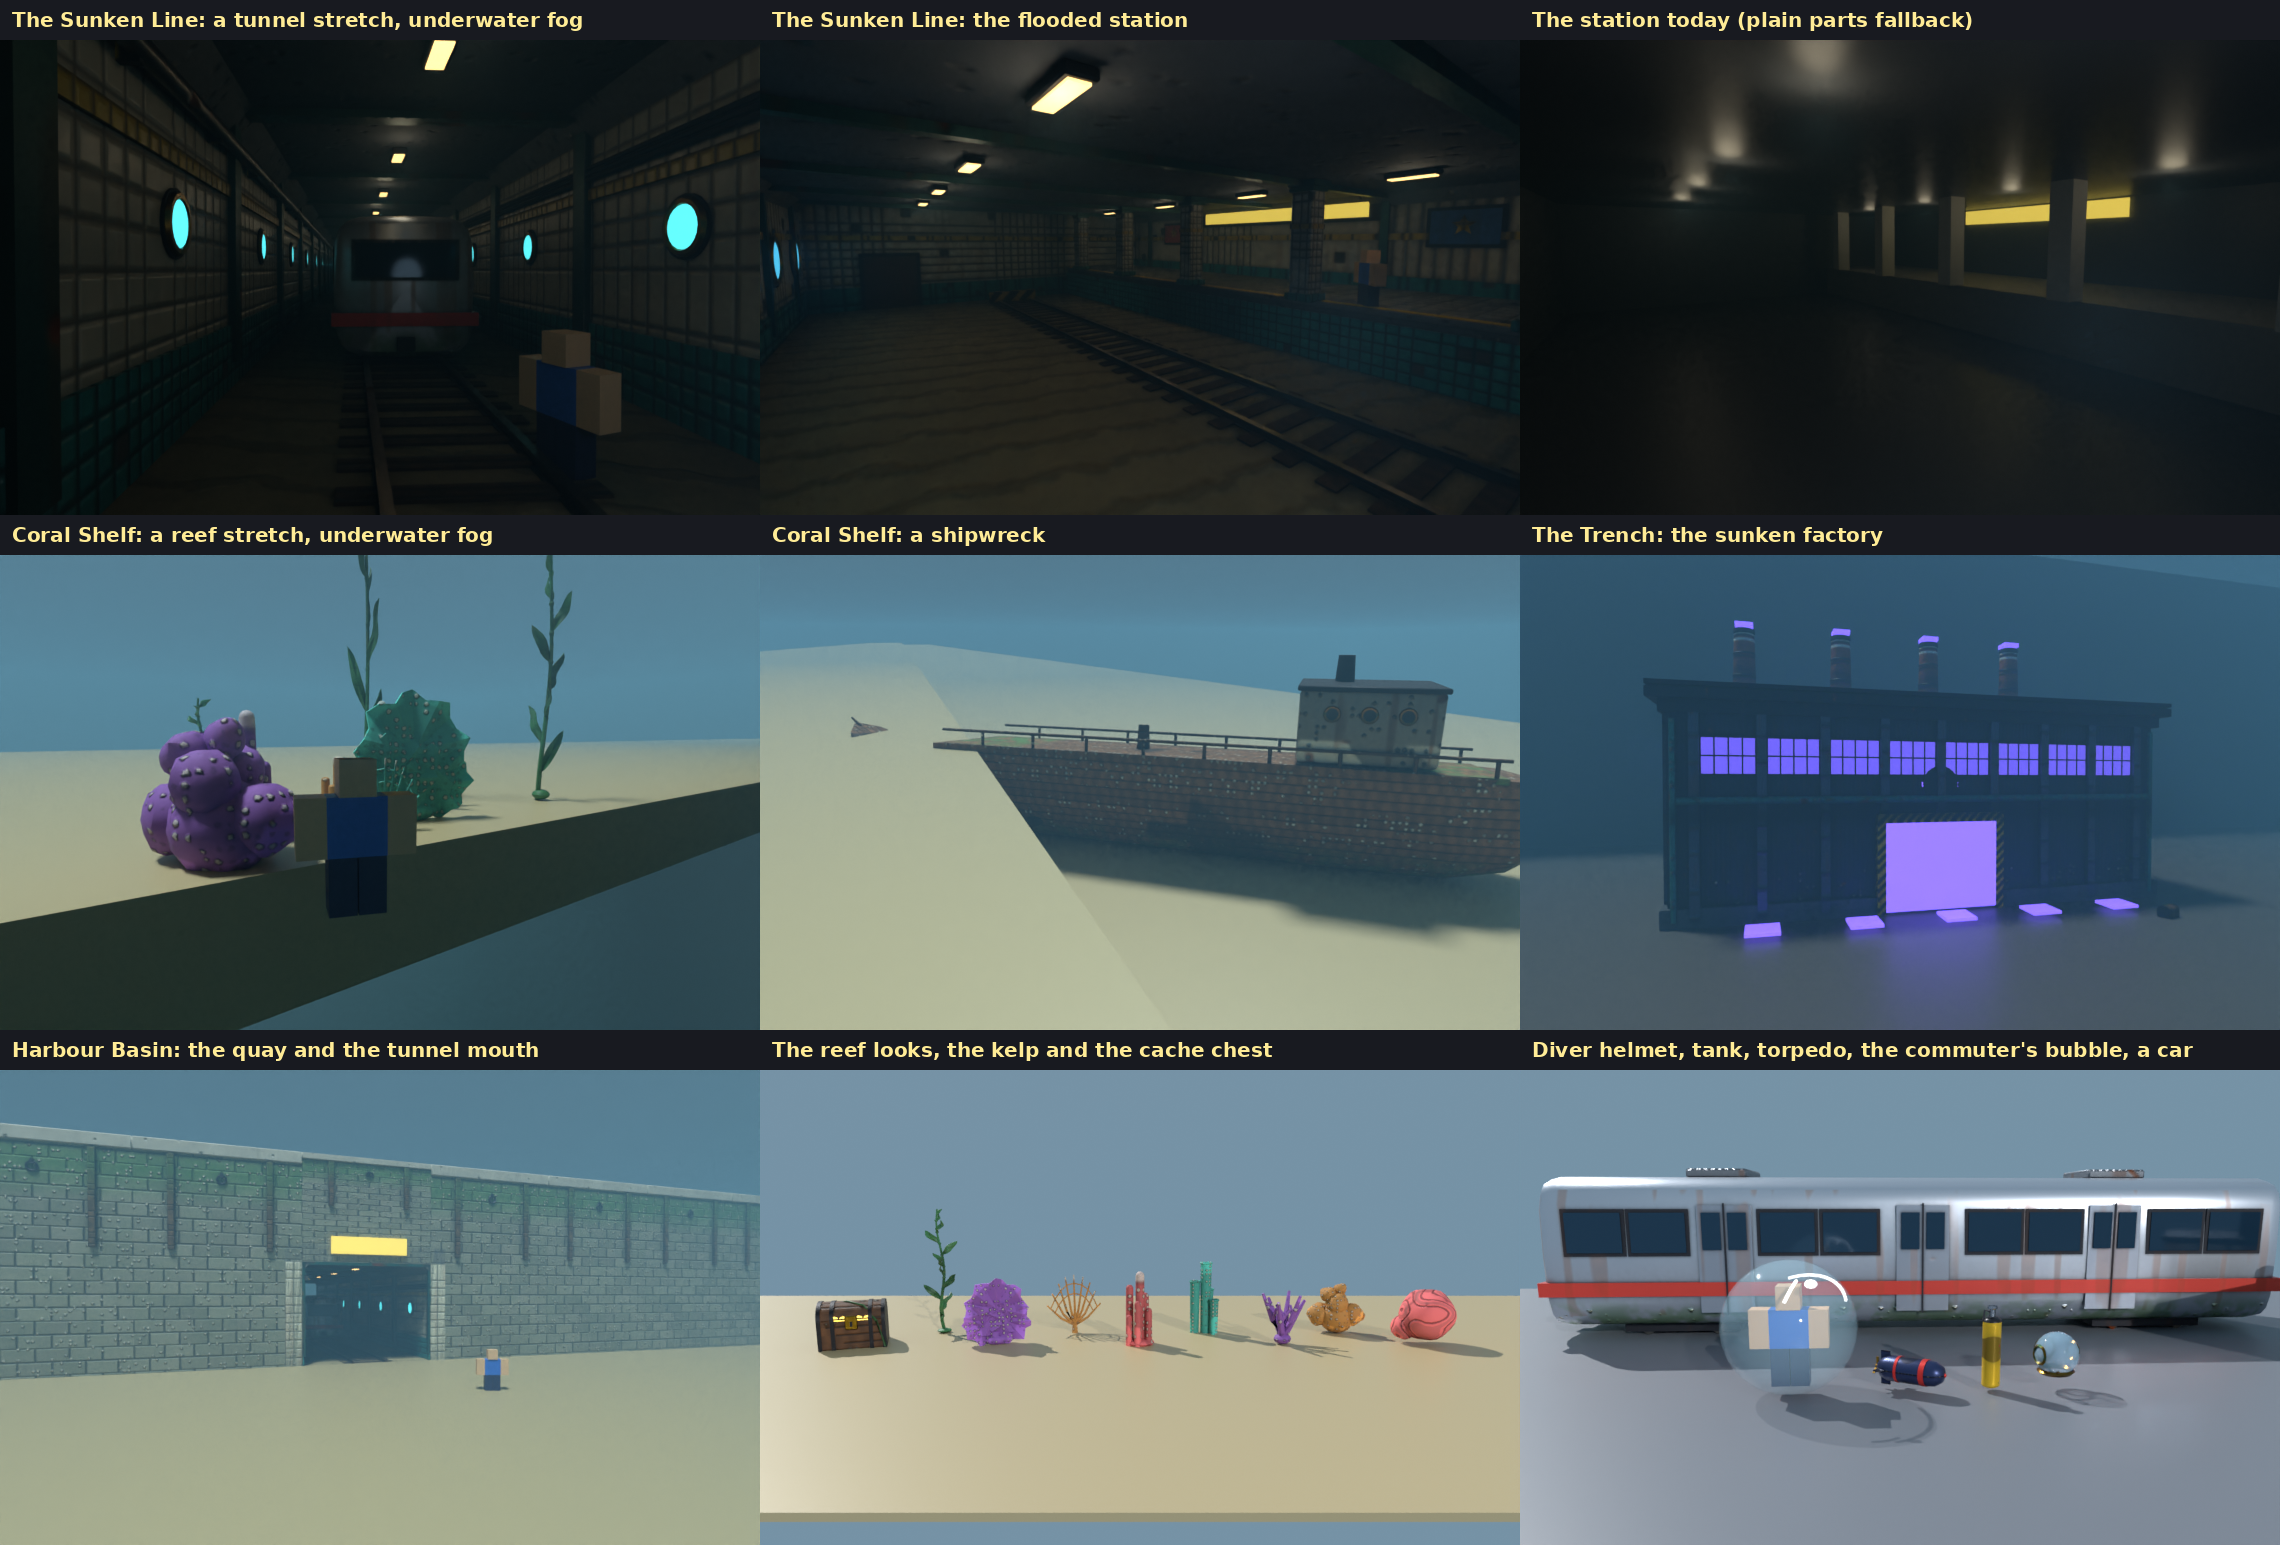 The Sunken Line: a tunnel stretch, underwater fog
The Sunken Line: the flooded station
The station today (plain parts fallback)
Coral Shelf: a reef stretch, underwater fog
Coral Shelf: a shipwreck
The Trench: the sunken factory
Harbour Basin: the quay and the tunnel mouth
The reef looks, the kelp and the cache chest
Diver helmet, tank, torpedo, the commuter's bubble, a car